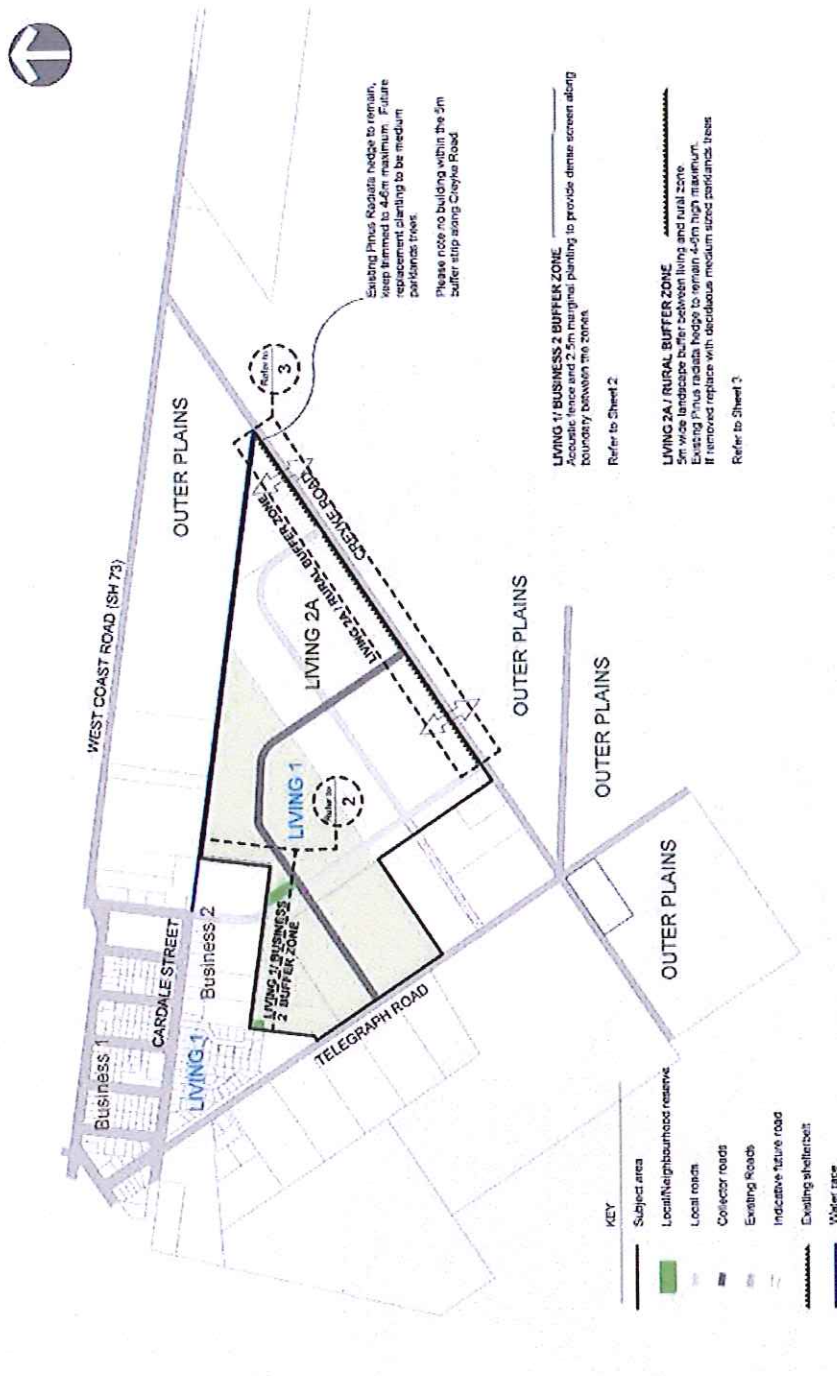 WEST COAST ROAD (SH 73)
OUTER PLAINS
Business 1
CARDALE STREET
Business 2
LIVING 1
LIVING 1/ BUSINESS
2 BUFFER ZONE
LIVING 1
Refer to
2
LIVING 2A
LIVING 2A / RURAL BUFFER ZONE
CREYKE ROAD
Refer to
3
TELEGRAPH ROAD
OUTER PLAINS
OUTER PLAINS
OUTER PLAINS
Existing Pinus Radiata hedge to remain,
keep trimmed to 4-6m maximum. Future
replacement planting to be medium
parklands trees.
Please note no building within the 5m
buffer strip along Creyke Road
LIVING 1/ BUSINESS 2 BUFFER ZONE
Acoustic fence and 2.5m marginal planting to provide dense screen along
boundary between the zones.
Refer to Sheet 2
LIVING 2A / RURAL BUFFER ZONE
5m wide landscape buffer between living and rural zone.
Existing Pinus radiata hedge to remain 4-6m high maximum.
If removed replace with deciduous medium sized parklands trees
Refer to Sheet 3
KEY
Subject area
Local/Neighbourhood reserve
Local roads
Collector roads
Existing Roads
Indicative future road
Existing shelterbelt
Water race